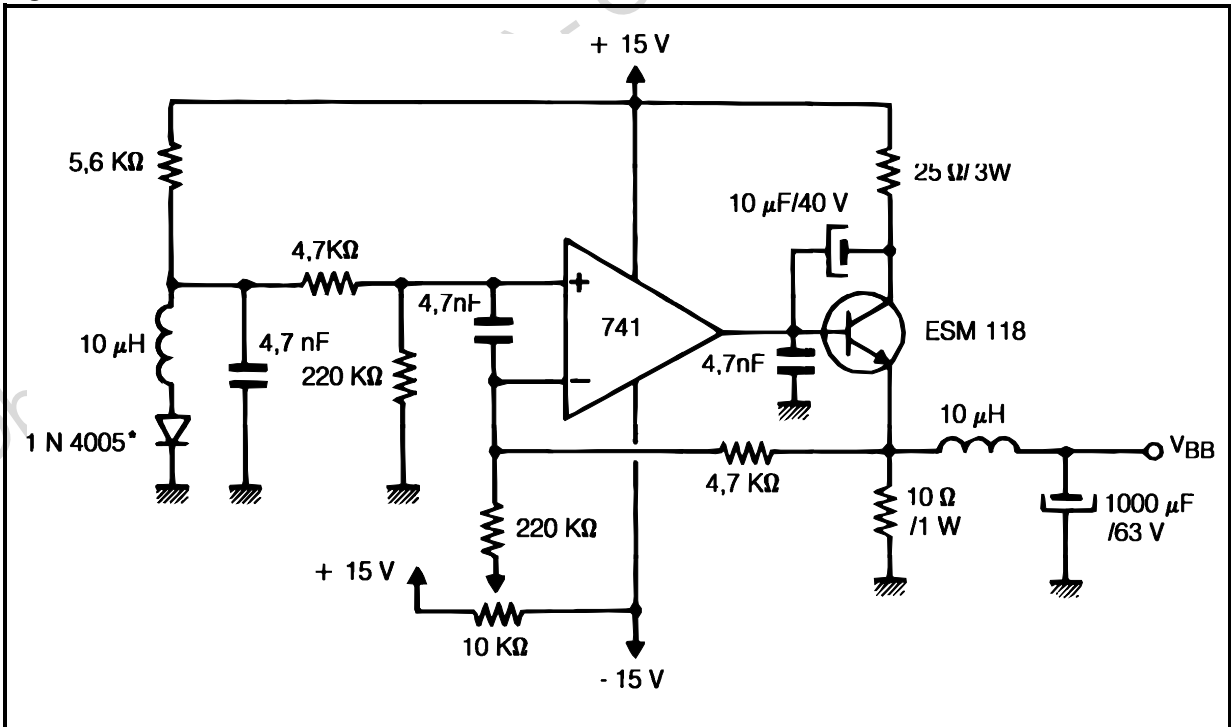 + 15 V
5,6 KΩ
25 Ω/ 3W
10 µF/40 V
4,7KΩ
4,7nF
741
ESM 118
10 µH
4,7 nF
220 KΩ
4,7nF
10 µH
1 N 4005*
VBB
4,7 KΩ
10 Ω
/1 W
1000 µF
/63 V
220 KΩ
+ 15 V
10 KΩ
- 15 V